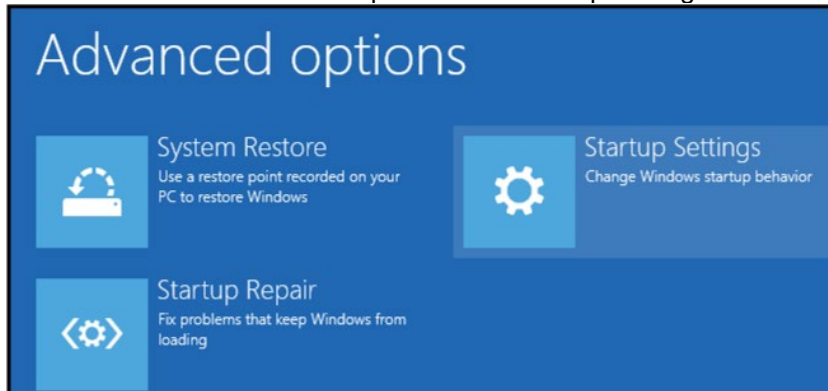 Advanced options
System Restore
Use a restore point recorded on your
PC to restore Windows
Startup Settings
Change Windows startup behavior
Startup Repair
Fix problems that keep Windows from
loading